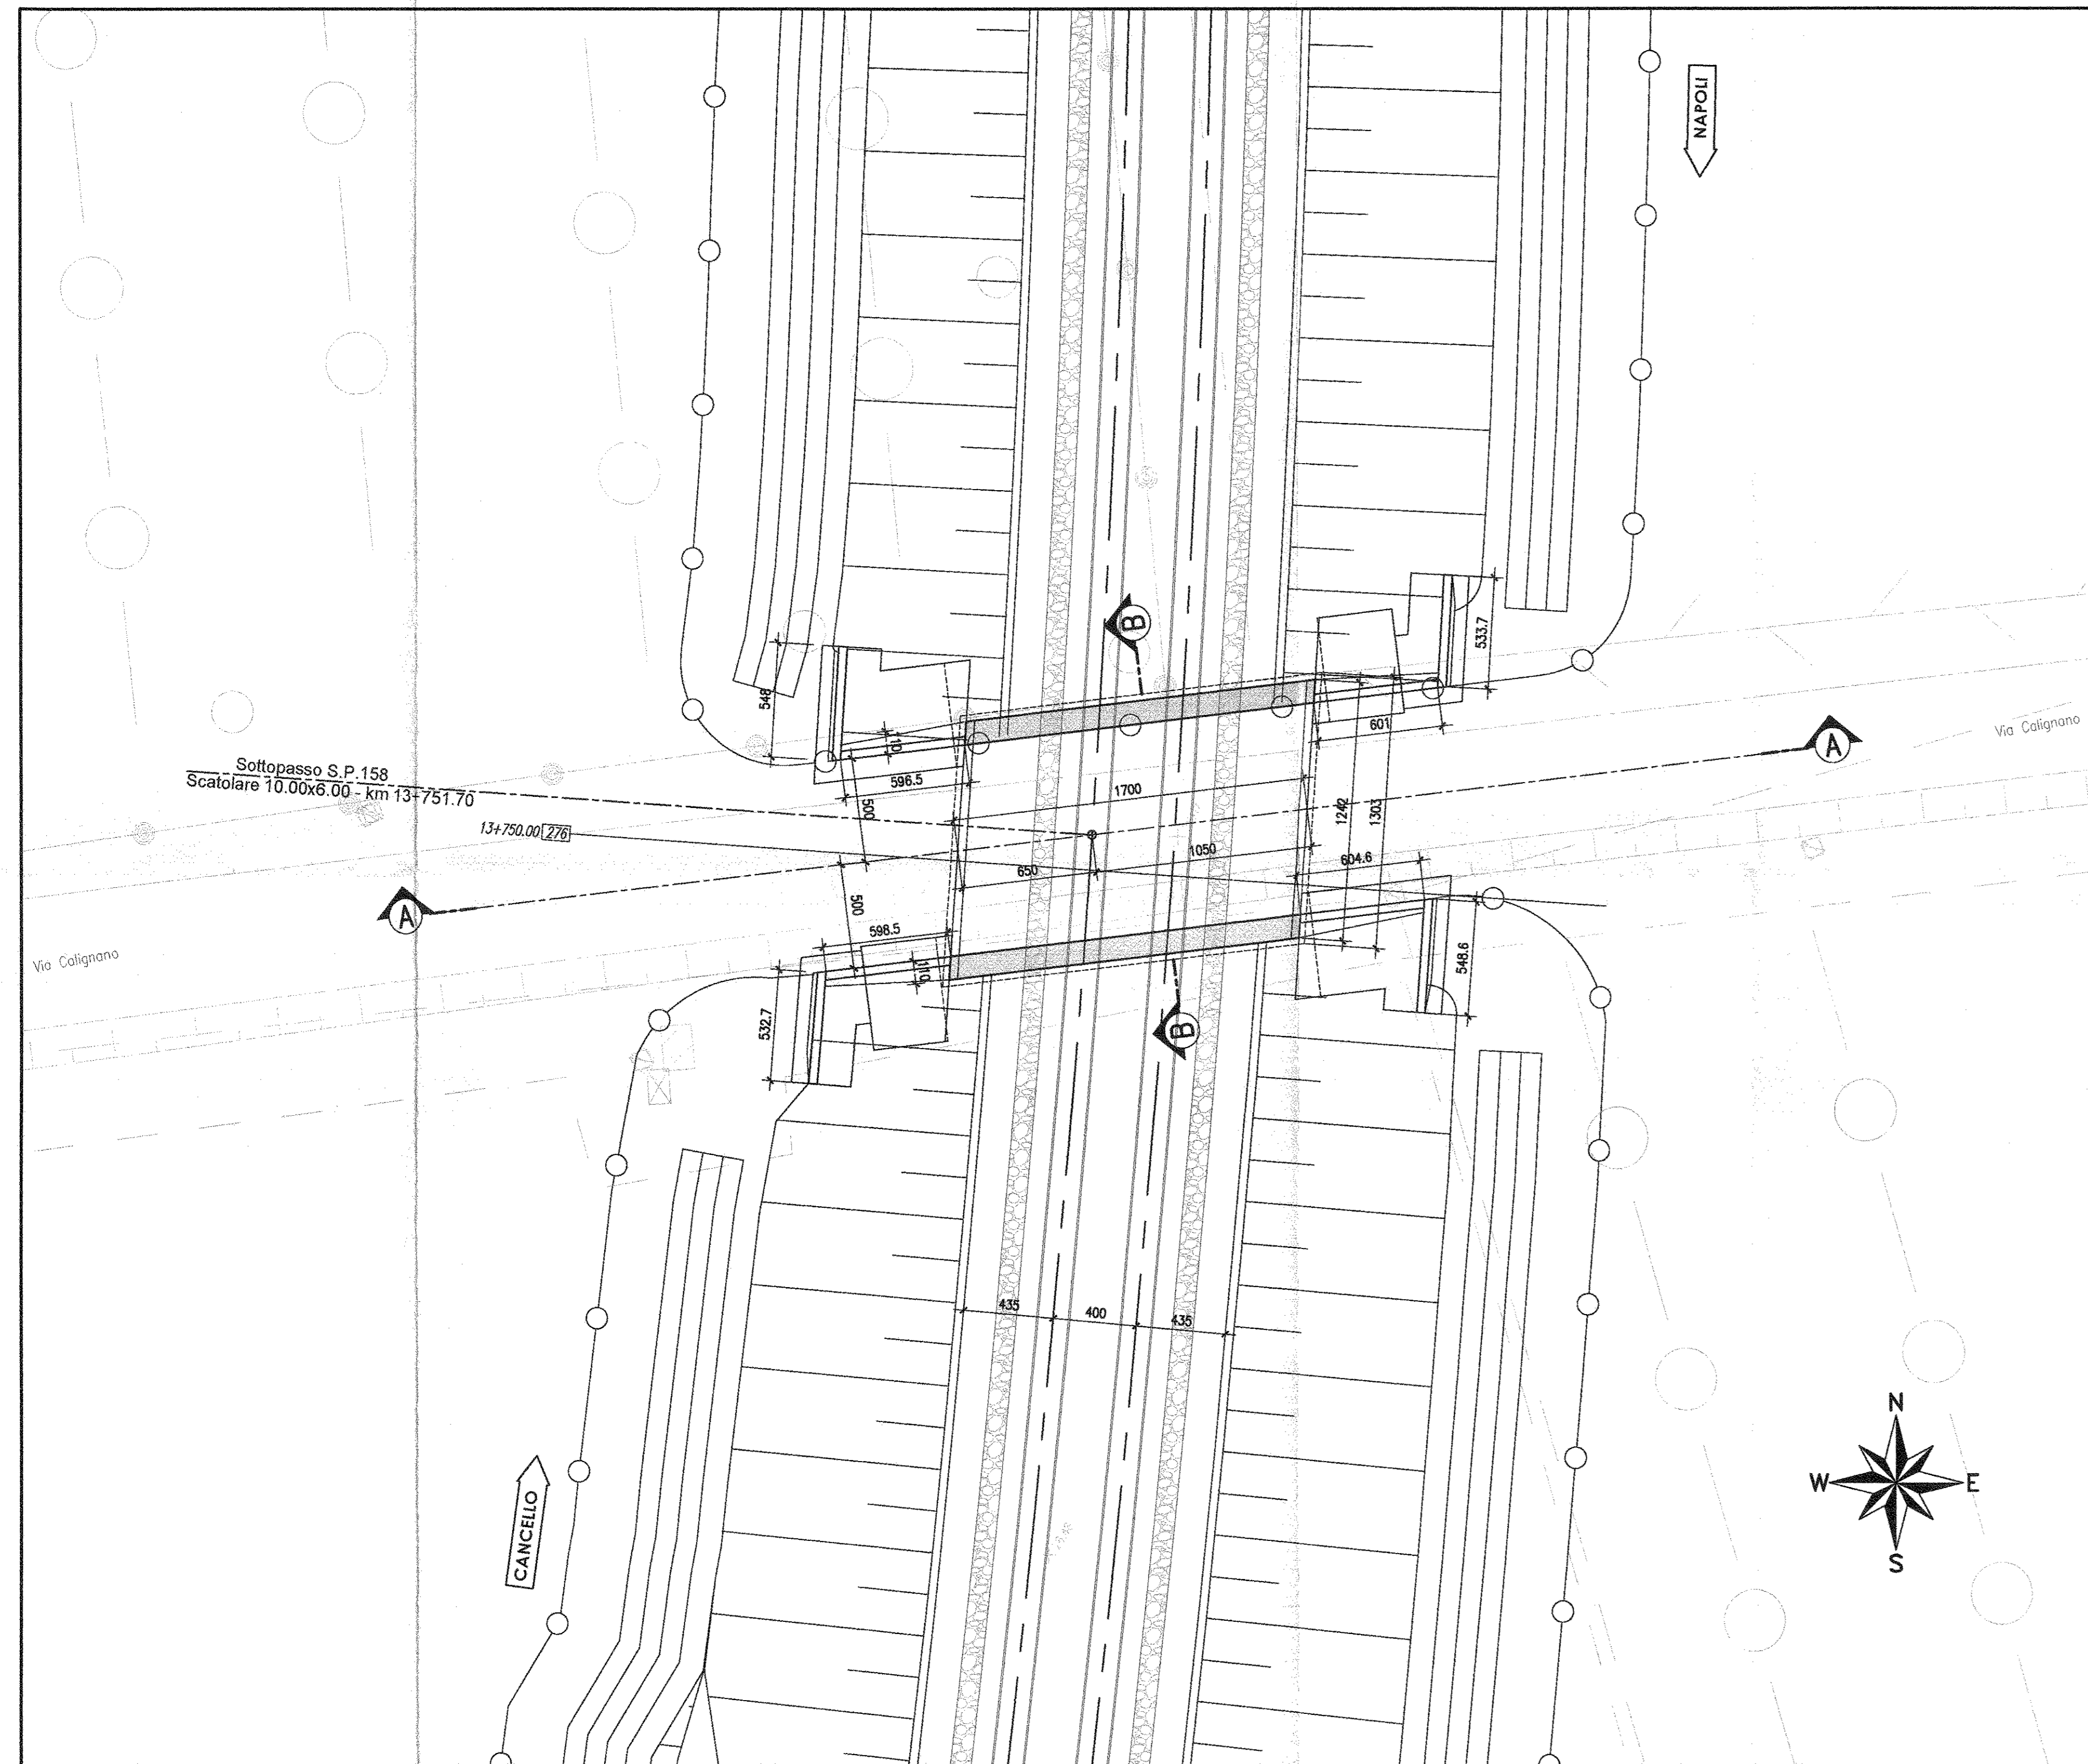 NAPOLI
B
533.7
548
601
A
Via Calignano
110
596.5
Sottopasso S.P.158
Scatolare 10.00x6.00 - km 13+751.70
1700
500
1242
1303
13+750.00 276
1050
604.6
650
A
500
598.5
Via Calignano
110
548.6
532.7
B
435
400
435
N
W
E
S
CANCELLO